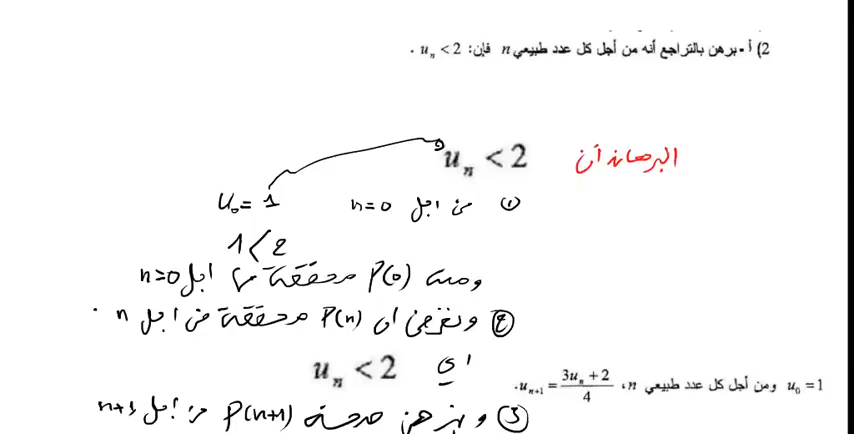 2) أ - برهن بالتراجع أنه من أجل كل عدد طبيعي n فإن: u_n < 2 .
البرهان أن u_n < 2
① من اجل n=0 u_0 = 1
1 < 2
ومنه P(0) محققة من اجل n=0
② ونفرض ان P(n) محققة من اجل n .
اي u_n < 2
u_0 = 1 ومن أجل كل عدد طبيعي n، u_{n+1} = \frac{3u_n + 2}{4}.
③ و نبرهن صحة P(n+1) من اجل n+1